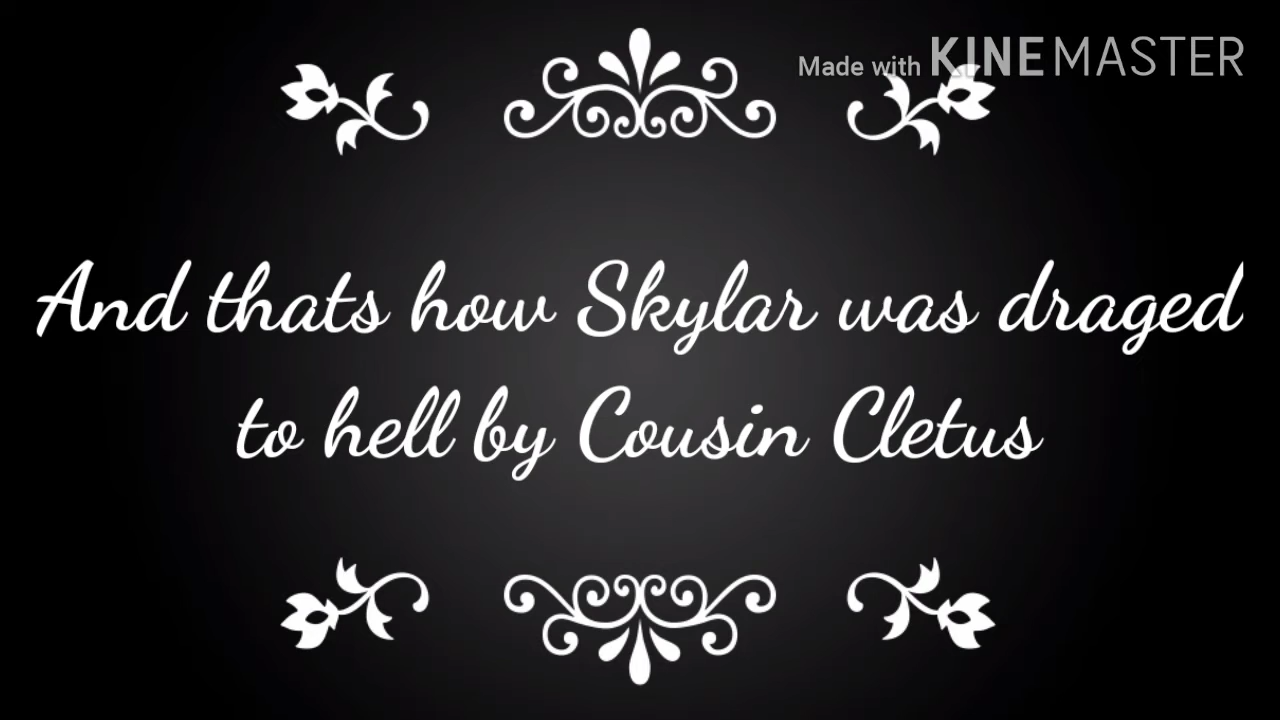 Made with KINEMASTER
And thats how Skylar was draged
to hell by Cousin Cletus